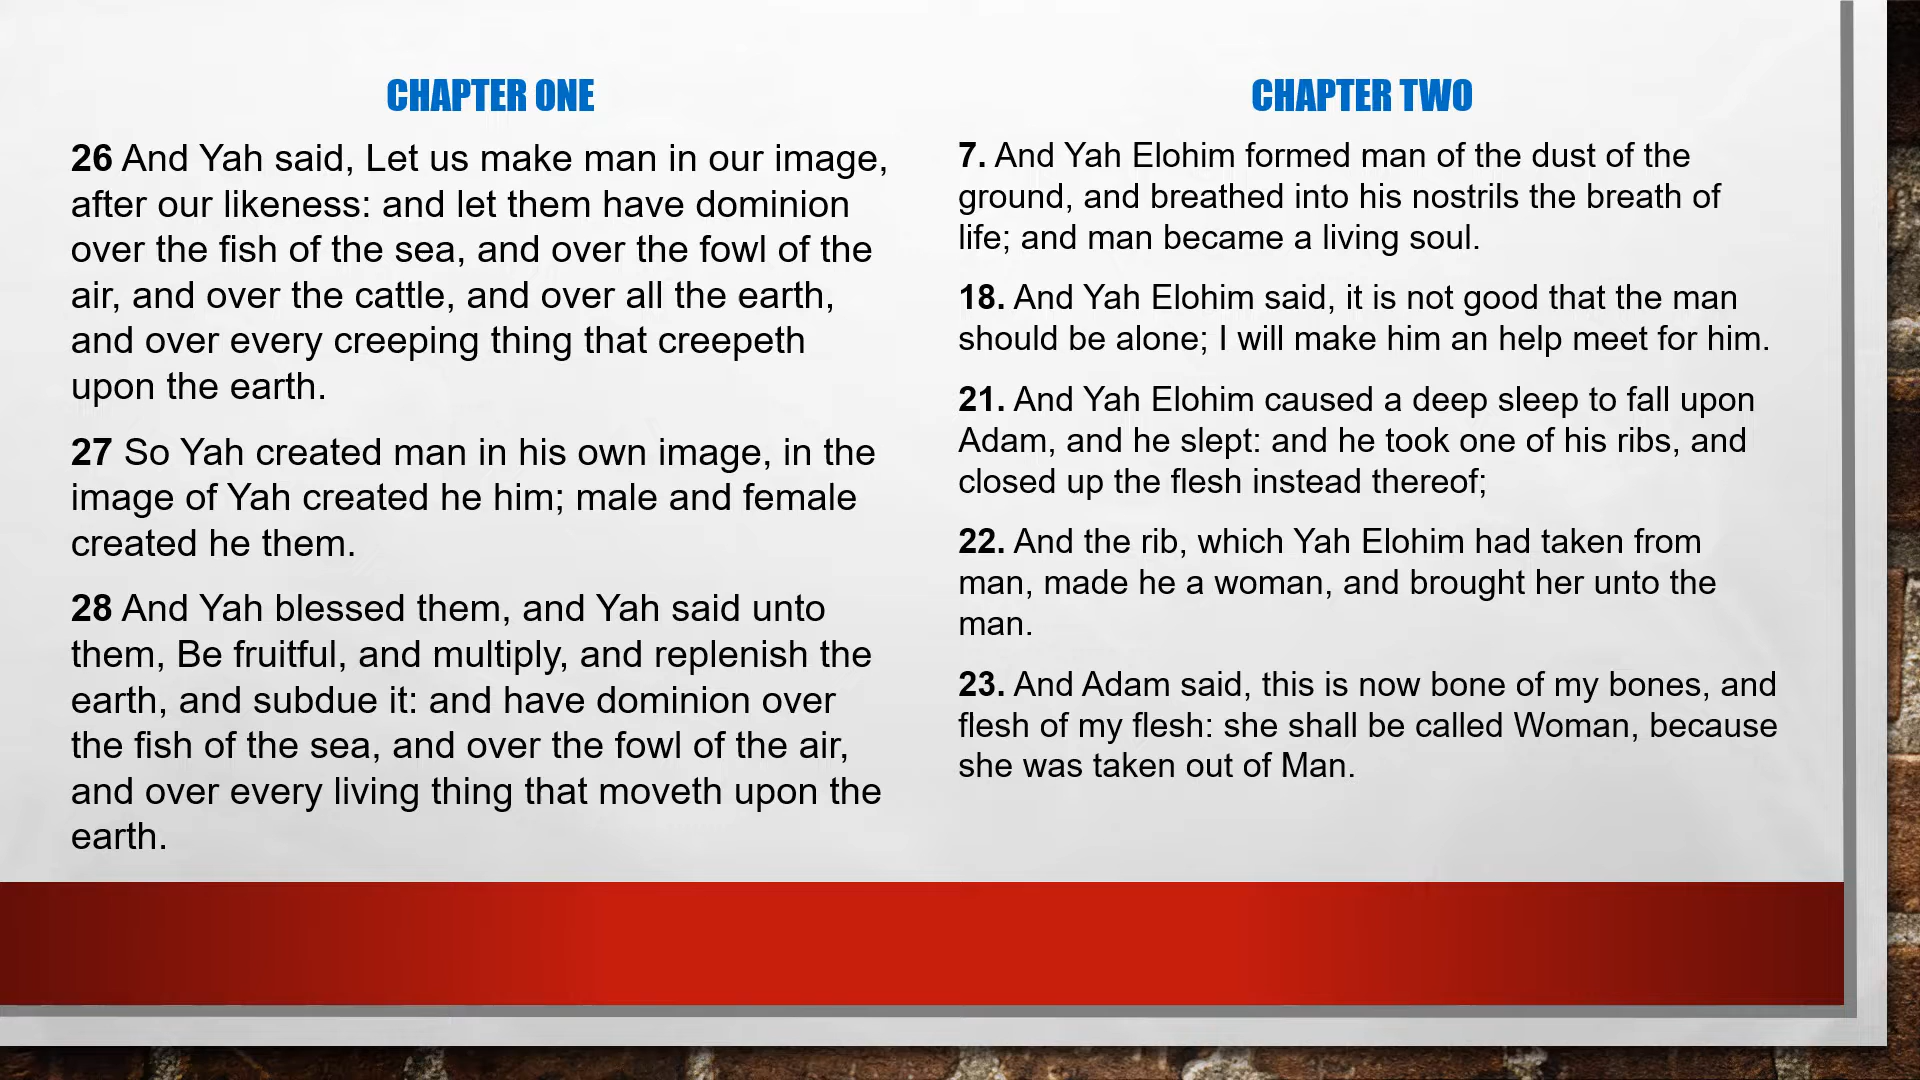 CHAPTER ONE
26 And Yah said, Let us make man in our image,
after our likeness: and let them have dominion
over the fish of the sea, and over the fowl of the
air, and over the cattle, and over all the earth,
and over every creeping thing that creepeth
upon the earth.
27 So Yah created man in his own image, in the
image of Yah created he him; male and female
created he them.
28 And Yah blessed them, and Yah said unto
them, Be fruitful, and multiply, and replenish the
earth, and subdue it: and have dominion over
the fish of the sea, and over the fowl of the air,
and over every living thing that moveth upon the
earth.
CHAPTER TWO
7. And Yah Elohim formed man of the dust of the
ground, and breathed into his nostrils the breath of
life; and man became a living soul.
18. And Yah Elohim said, it is not good that the man
should be alone; I will make him an help meet for him.
21. And Yah Elohim caused a deep sleep to fall upon
Adam, and he slept: and he took one of his ribs, and
closed up the flesh instead thereof;
22. And the rib, which Yah Elohim had taken from
man, made he a woman, and brought her unto the
man.
23. And Adam said, this is now bone of my bones, and
flesh of my flesh: she shall be called Woman, because
she was taken out of Man.